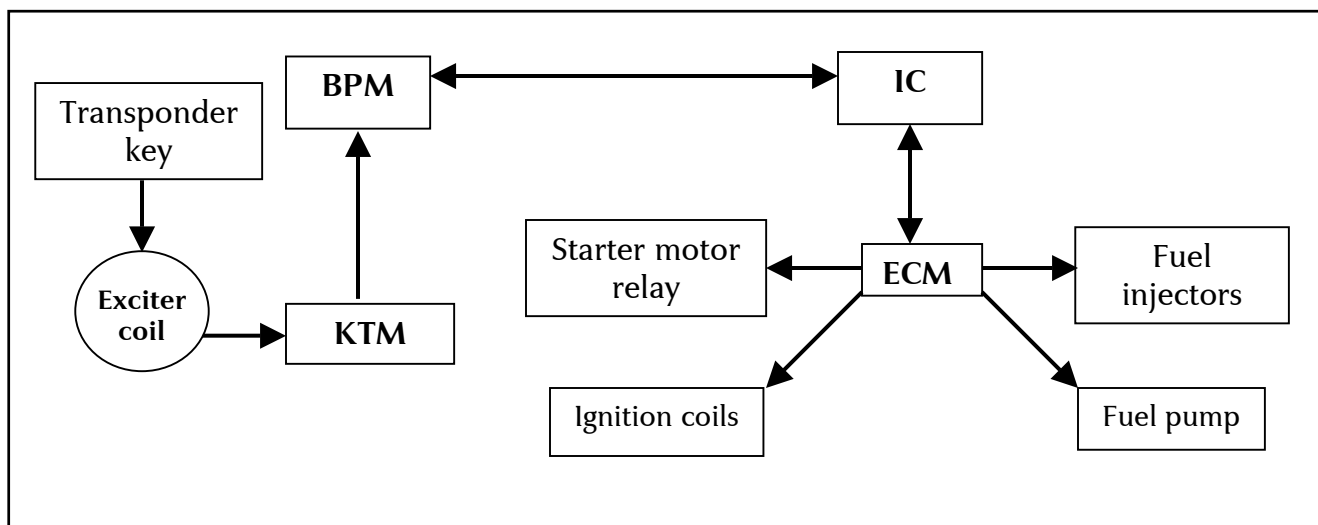 BPM
IC
Transponder
key
Starter motor
relay
ECM
Fuel
injectors
Exciter
coil
KTM
Ignition coils
Fuel pump